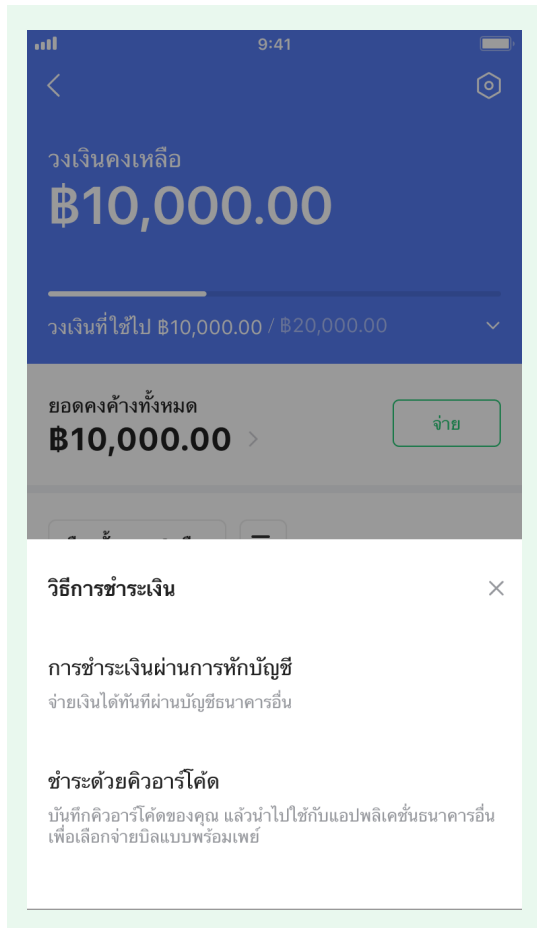 9:41
วงเงินคงเหลือ
฿10,000.00
วงเงินที่ใช้ไป ฿10,000.00 / ฿20,000.00
ยอดคงค้างทั้งหมด
฿10,000.00
จ่าย
วิธีการชำระเงิน
การชำระเงินผ่านการหักบัญชี
จ่ายเงินได้ทันทีผ่านบัญชีธนาคารอื่น
ชำระด้วยคิวอาร์โค้ด
บันทึกคิวอาร์โค้ดของคุณ แล้วนำไปใช้กับแอปพลิเคชั่นธนาคารอื่น
เพื่อเลือกจ่ายบิลแบบพร้อมเพย์